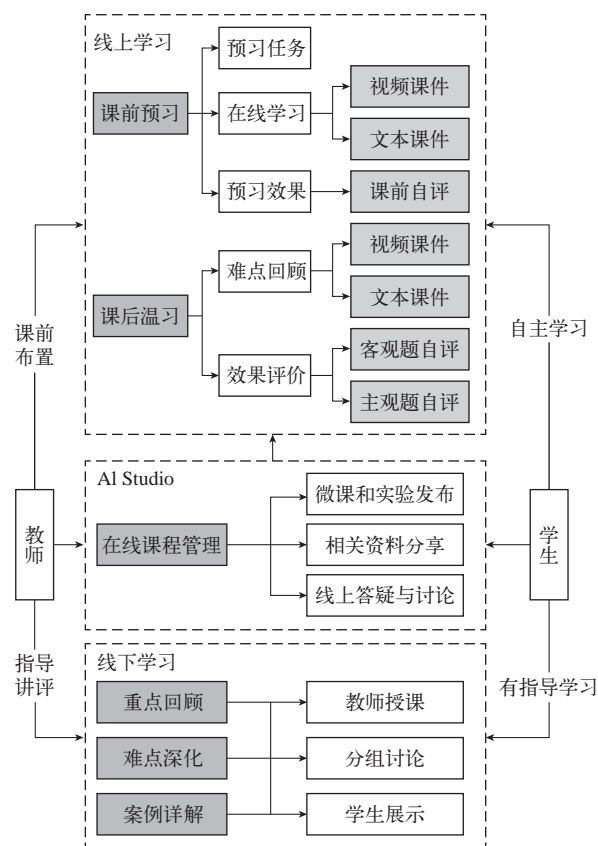 线上学习
预习任务
课前预习
在线学习
视频课件
文本课件
预习效果
课前自评
难点回顾
视频课件
文本课件
课后温习
效果评价
客观题自评
主观题自评
课前
布置
自主学习
AI Studio
微课和实验发布
在线课程管理
相关资料分享
线上答疑与讨论
教师
学生
指导
讲评
有指导学习
线下学习
重点回顾
教师授课
难点深化
分组讨论
案例详解
学生展示